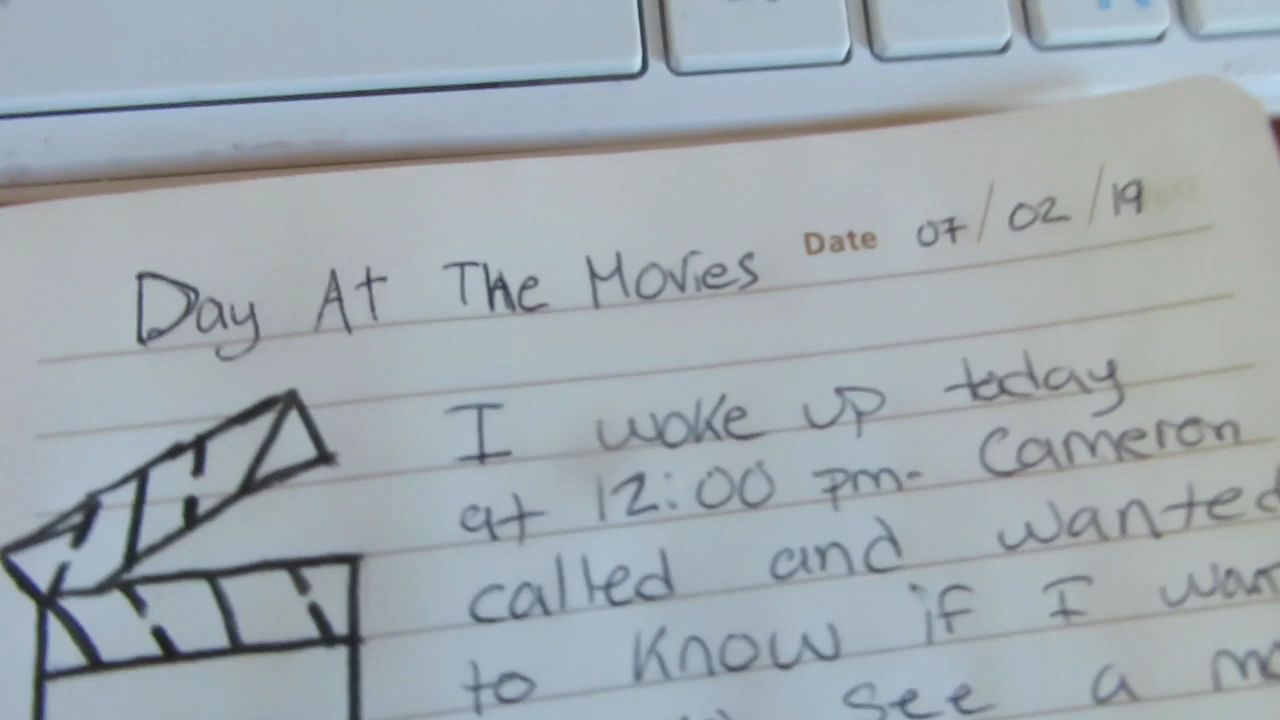 Date 07/02/19
Day At The Movies
I woke up today
at 12:00 pm. Cameron
called and wanted
to know if I
see a